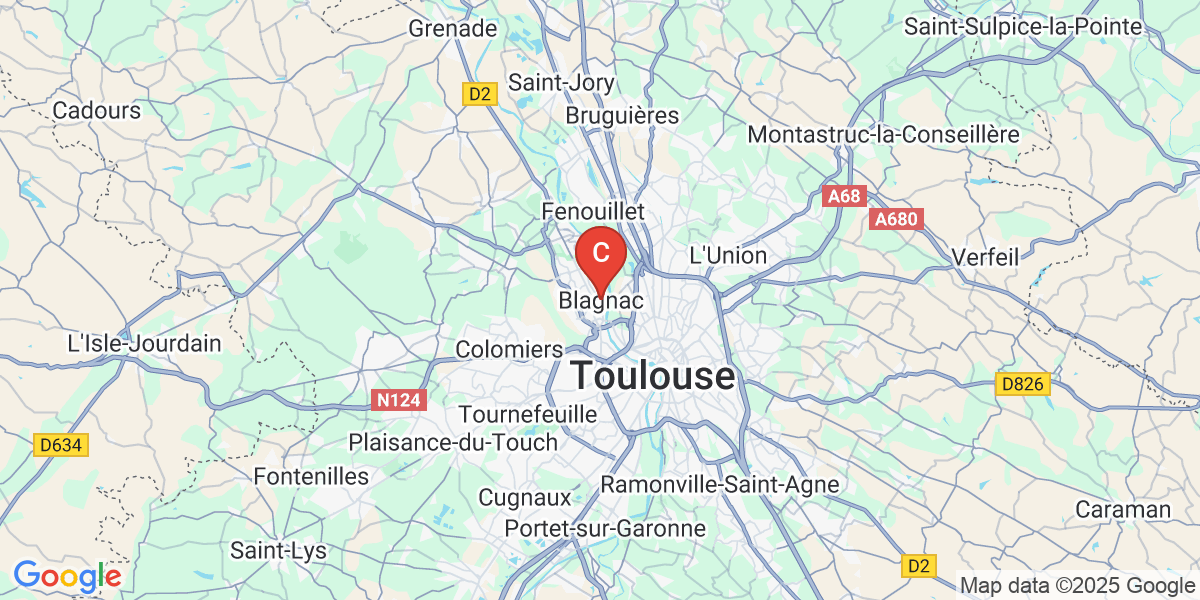 Grenade
Saint-Sulpice-la-Pointe
Saint-Jory
D2
Cadours
Bruguières
Montastruc-la-Conseillère
A68
Fenouillet
A680
C
L'Union
Verfeil
Blagnac
L'Isle-Jourdain
Colomiers
Toulouse
D826
N124
Tournefeuille
D634
Plaisance-du-Touch
Fontenilles
Ramonville-Saint-Agne
Cugnaux
Caraman
Portet-sur-Garonne
Saint-Lys
D2
Google
Map data ©2025 Google